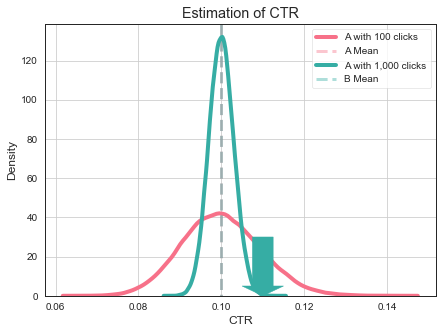 Estimation of CTR
A with 100 clicks
A Mean
A with 1,000 clicks
B Mean
Density
120
100
80
60
40
20
0
0.06 0.08 0.10 0.12 0.14
CTR